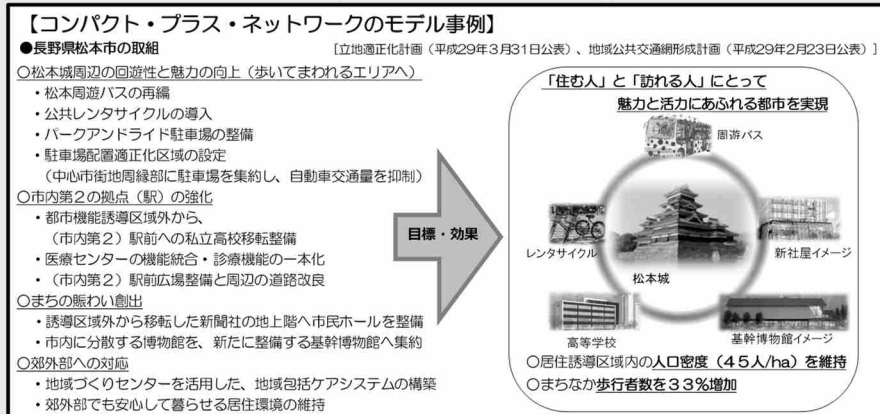 【コンパクト・プラス・ネットワークのモデル事例】
●長野県松本市の取組
[立地適正化計画（平成29年3月31日公表）、地域公共交通網形成計画（平成29年2月23日公表）]
○松本城周辺の回遊性と魅力の向上（歩いてまわれるエリアへ）
・松本周遊バスの再編
・公共レンタサイクルの導入
・パークアンドライド駐車場の整備
・駐車場配置適正化区域の設定
（中心市街地周縁部に駐車場を集約し、自動車交通量を抑制）
○市内第2の拠点（駅）の強化
・都市機能誘導区域外から、
（市内第2）駅前への私立高校移転整備
・医療センターの機能統合・診療機能の一本化
・（市内第2）駅前広場整備と周辺の道路改良
○まちの賑わい創出
・誘導区域外から移転した新聞社の地上階へ市民ホールを整備
・市内に分散する博物館を、新たに整備する基幹博物館へ集約
○郊外部への対応
・地域づくりセンターを活用した、地域包括ケアシステムの構築
・郊外部でも安心して暮らせる居住環境の維持
目標・効果
「住む人」と「訪れる人」にとって
魅力と活力にあふれる都市を実現
周遊バス
レンタサイクル
松本城
新社屋イメージ
高等学校
基幹博物館イメージ
○居住誘導区域内の人口密度（45人/ha）を維持
○まちなか歩行者数を33%増加